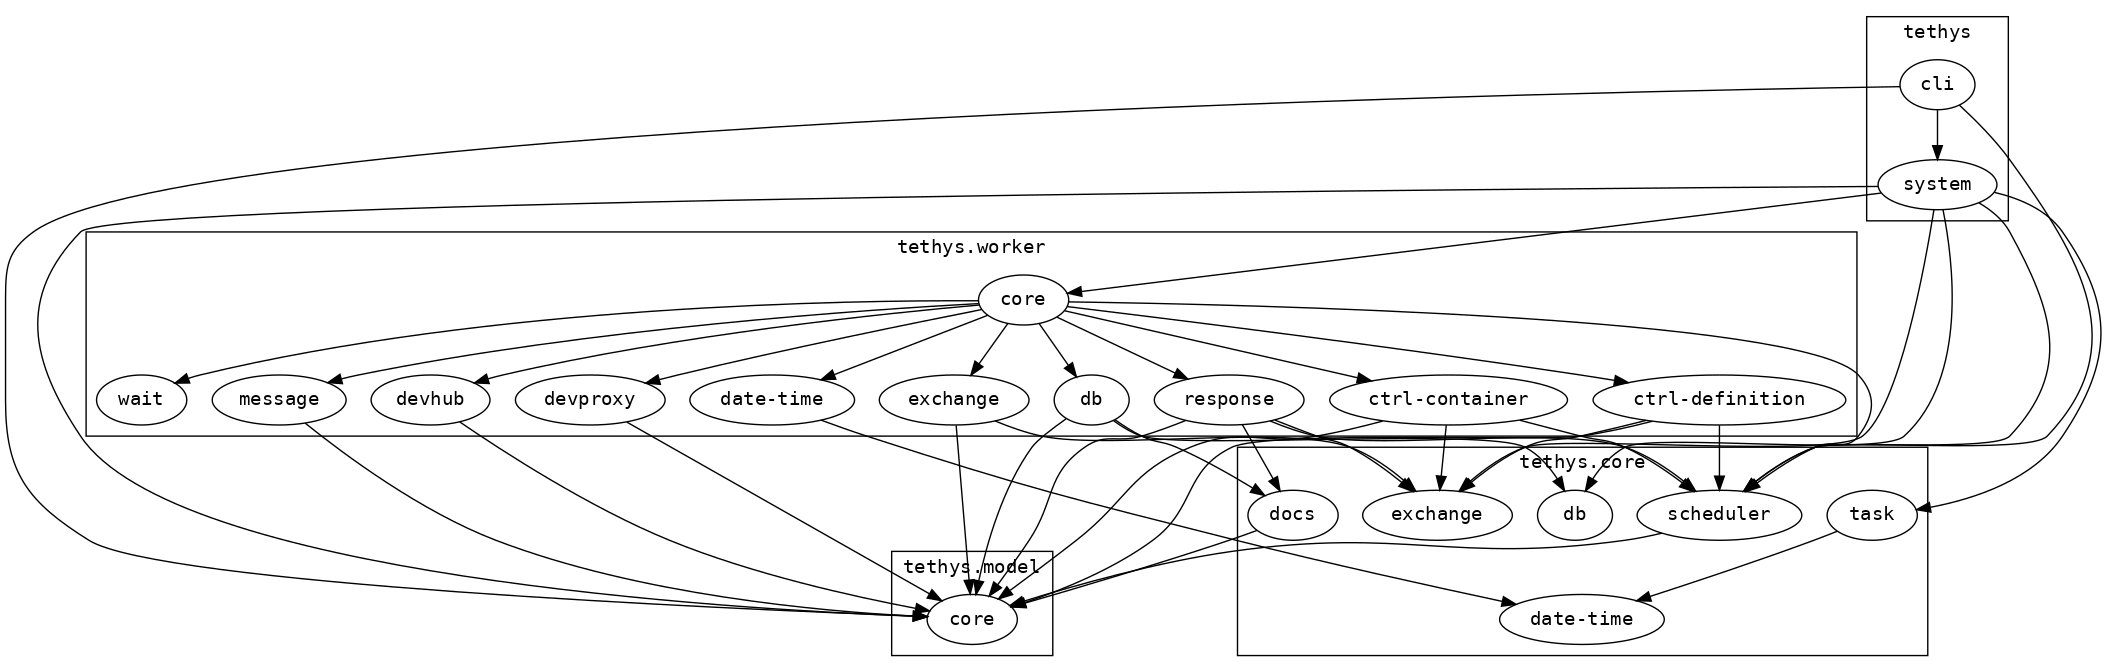 tethys
cli
system
tethys.worker
core
wait
message
devhub
devproxy
date-time
exchange
db
response
ctrl-container
ctrl-definition
tethys.core
docs
exchange
db
scheduler
task
tethys.model
core
date-time